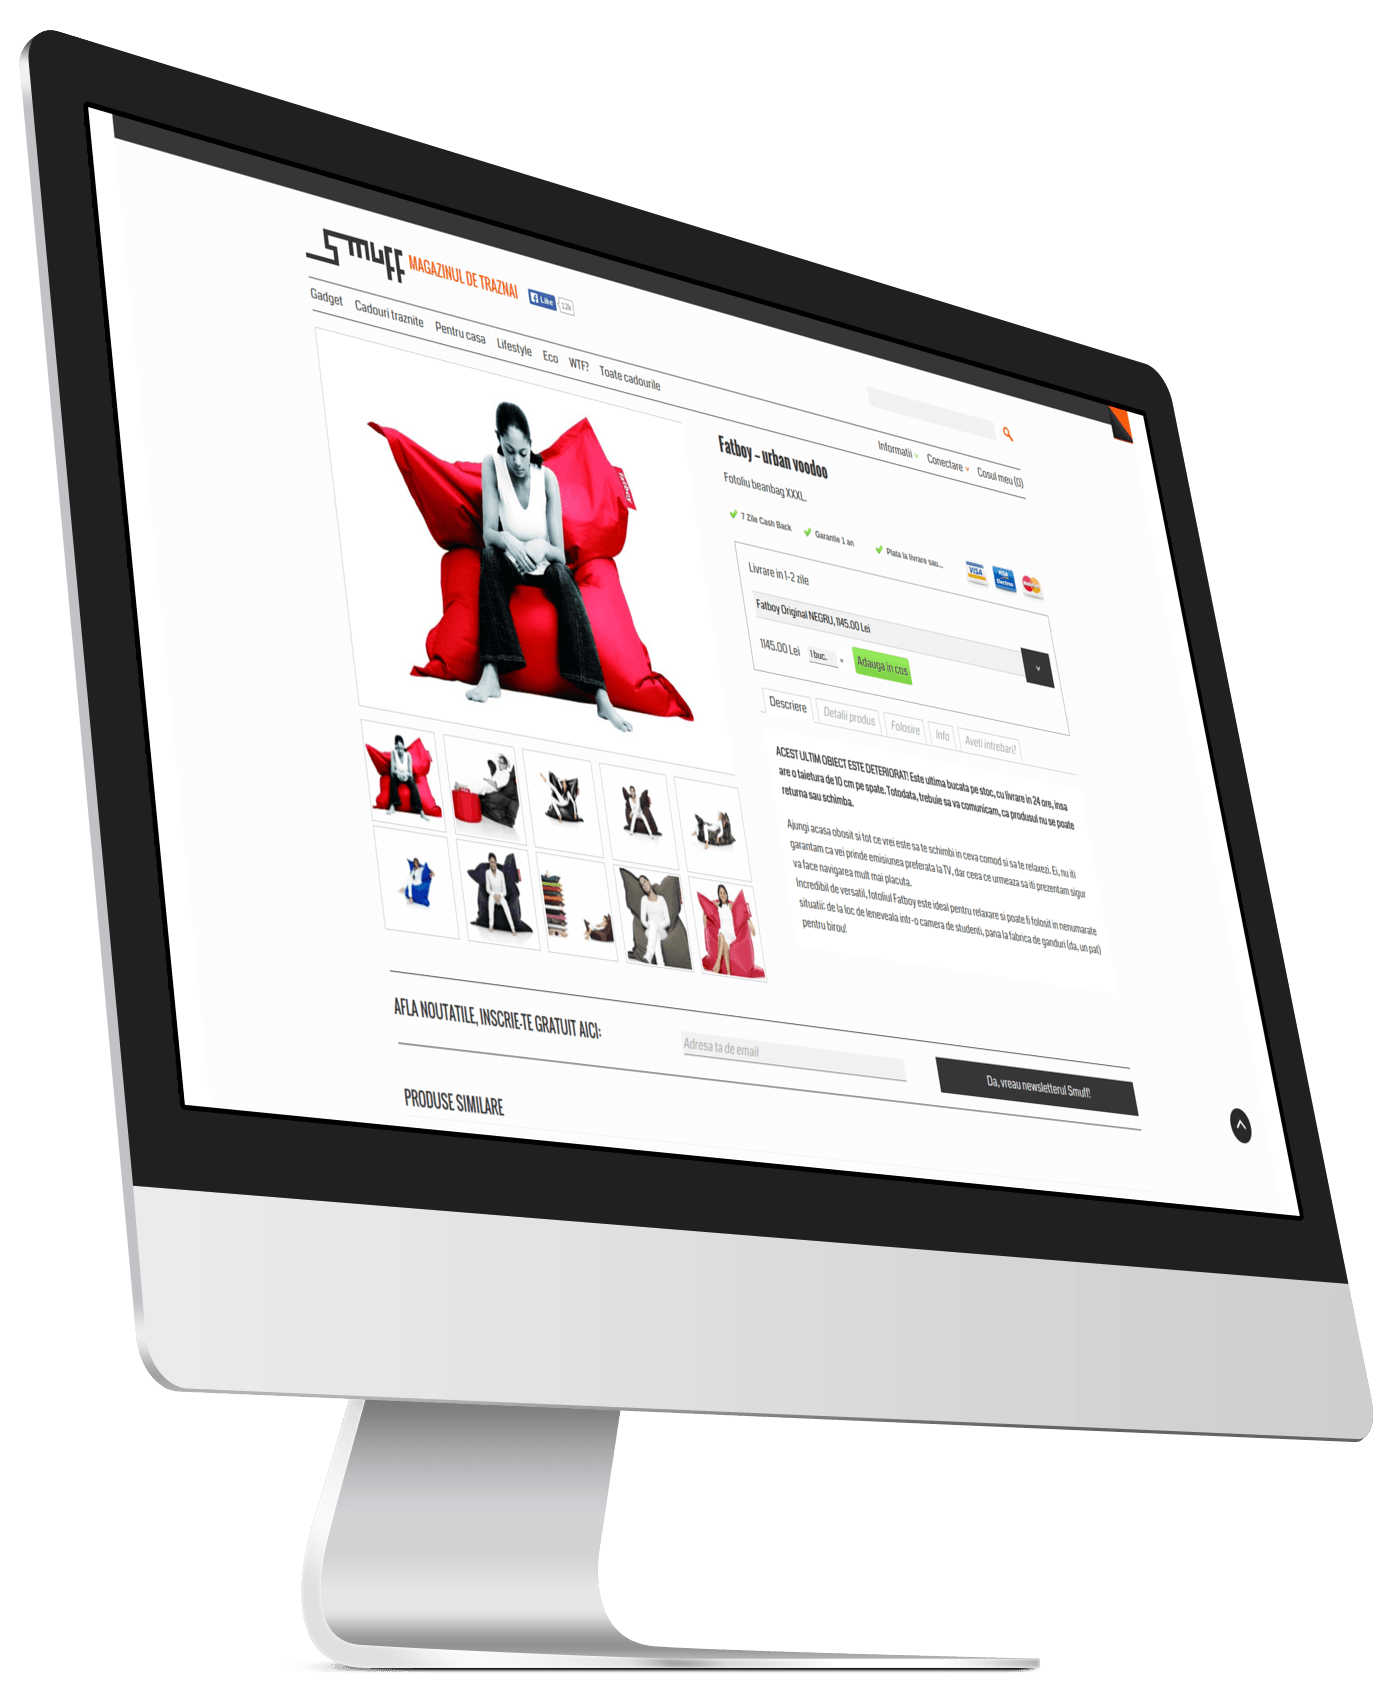 Smuff MAGAZINUL DE TRAZNAI
Like 12k
Gadget Cadouri traznite Pentru casa Lifestyle Eco WTF? Toate cadourile
Informatii Conectare Cosul meu (0)
Fatboy – urban voodoo
Fotoliu beanbag XXXL.
7 Zile Cash Back Garantie 1 an Plata la livrare sau...
VISA VISA Electron MasterCard
Livrare in 1-2 zile
Fatboy Original NEGRU, 1145.00 Lei
1145.00 Lei 1 buc. Adauga in cos
Descriere Detalii produs Folosire Info Aveti intrebari?
ACEST ULTIM OBIECT ESTE DETERIORAT! Este ultima bucata pe stoc, cu livrare in 24 ore, insa
are o taietura de 10 cm pe spate. Totodata, trebuie sa va comunicam, ca produsul nu se poate
returna sau schimba.
Ajungi acasa obosit si tot ce vrei este sa te schimbi in ceva comod si sa te relaxezi. Ei, nu iti
garantam ca vei prinde emisiunea preferata la TV, dar ceea ce urmeaza sa iti prezentam sigur
va face navigarea mult mai placuta.
Incredibil de versatil, fotoliul Fatboy este ideal pentru relaxare si poate fi folosit in nenumarate
situatii: de la loc de leneveala intr-o camera de studenti, pana la fabrica de ganduri (da, un pat)
pentru birou!
AFLA NOUTATILE, INSCRIE-TE GRATUIT AICI:
Adresa ta de email
Da, vreau newsletterul Smuff!
PRODUSE SIMILARE